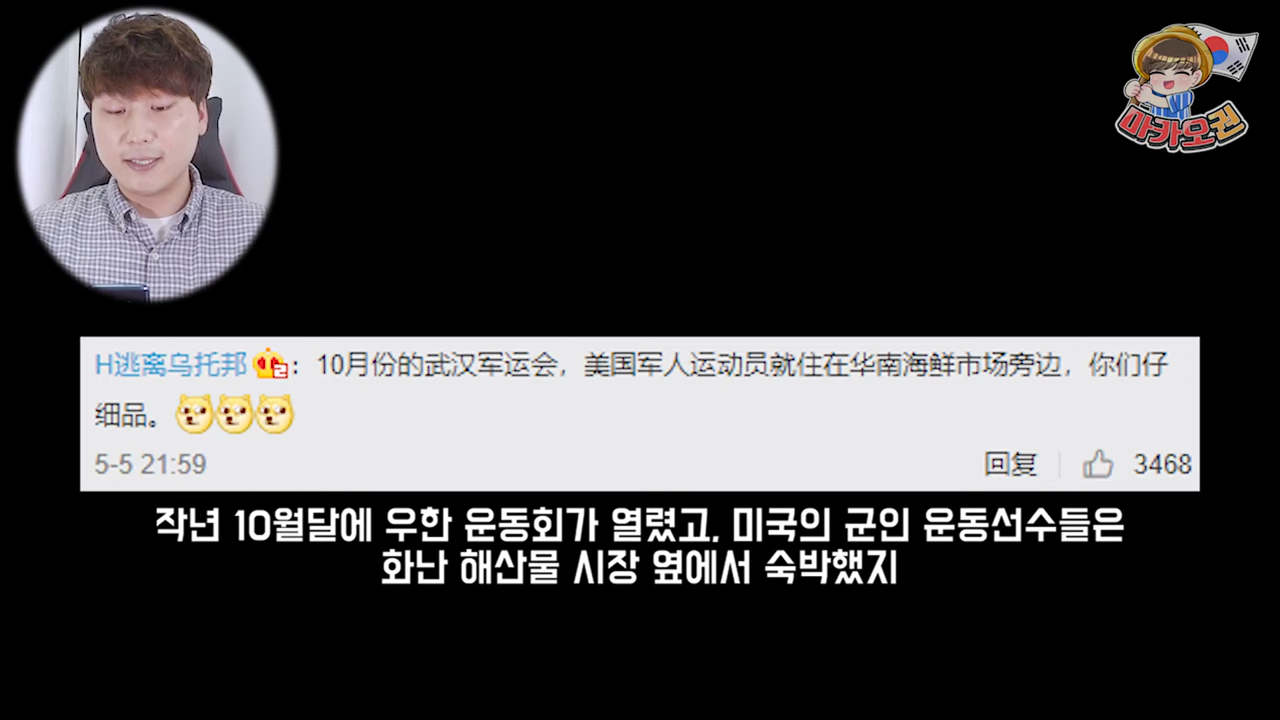 마카오권
H逃离乌托邦：10月份的武汉军运会，美国军人运动员就住在华南海鲜市场旁边，你们仔
细品。
5-5 21:59 回复 3468
작년 10월달에 우한 운동회가 열렸고, 미국의 군인 운동선수들은
화난 해산물 시장 옆에서 숙박했지